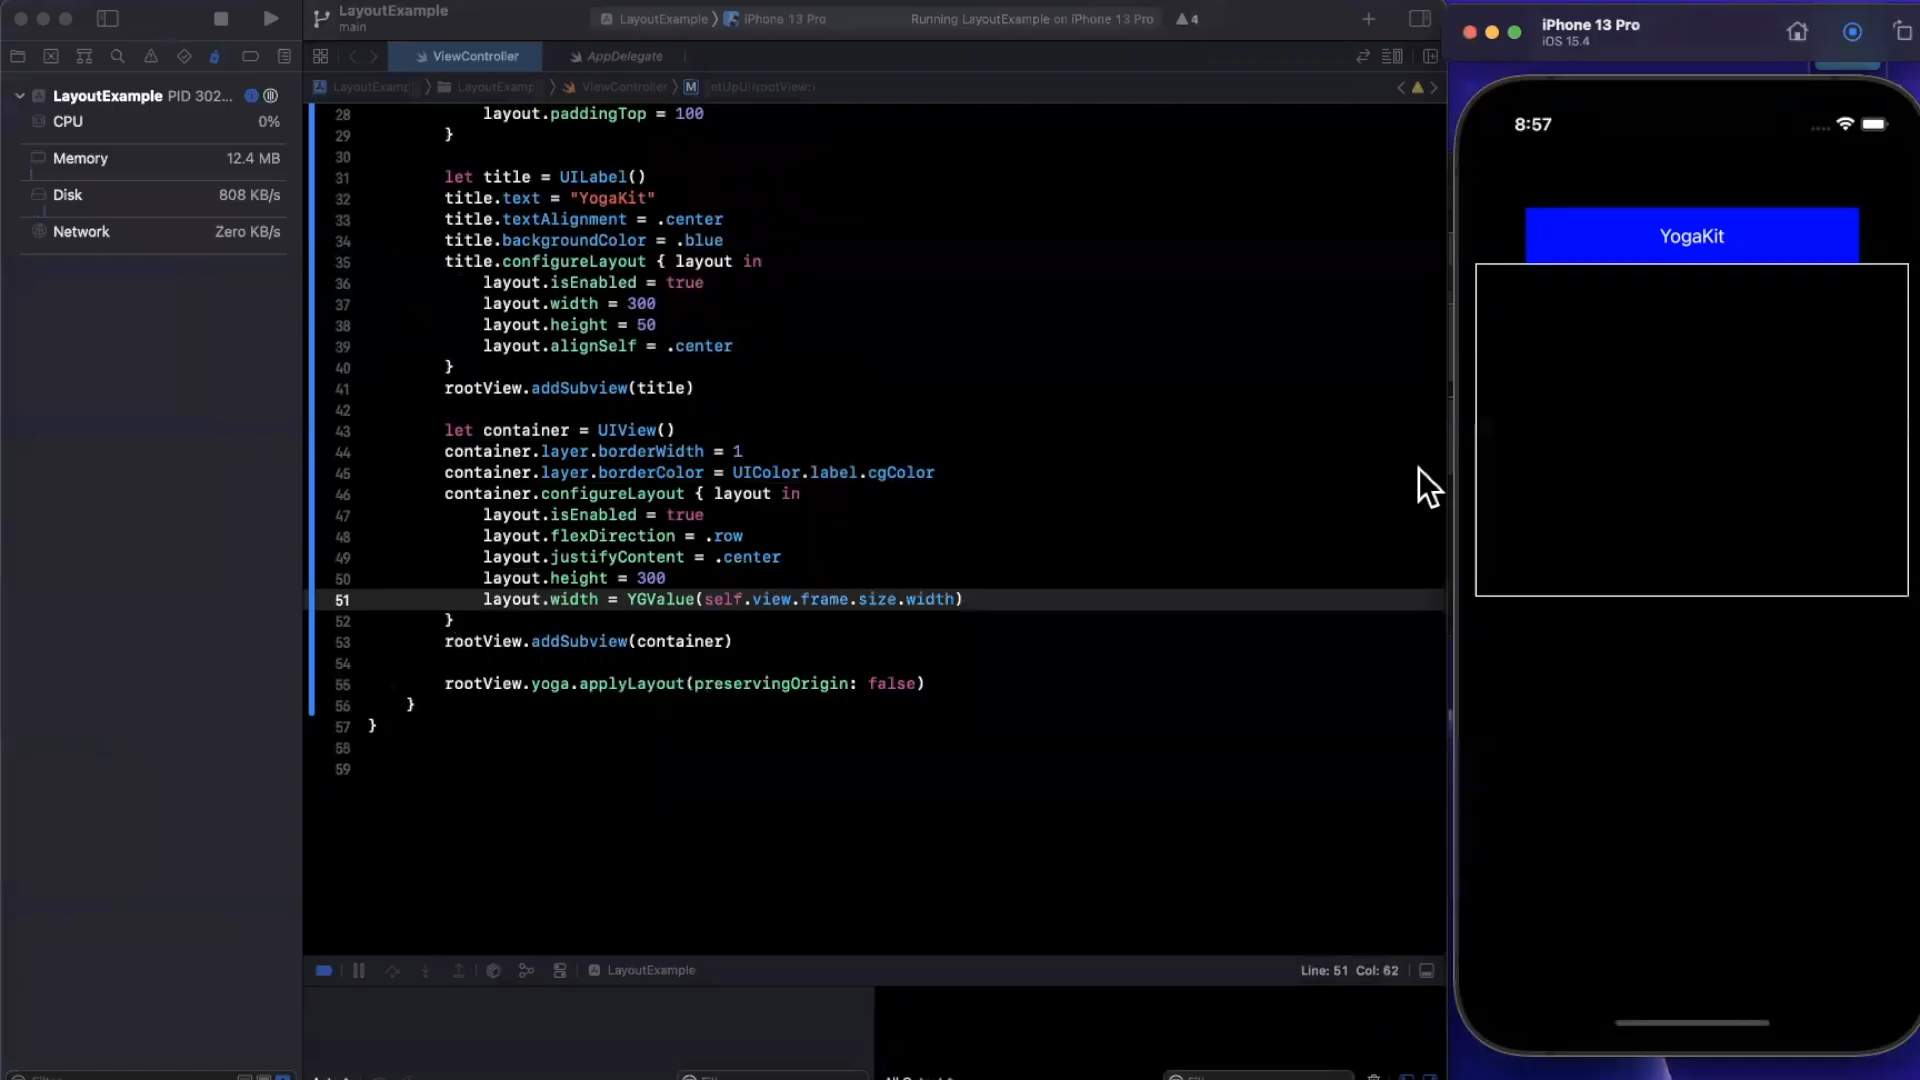 LayoutExample
main
LayoutExample
iPhone 13 Pro
Running LayoutExample on iPhone 13 Pro
4
ViewController
AppDelegate
LayoutExamp
LayoutExamp
ViewController
M
etUpUI(rootView:)
LayoutExample PID 302...
CPU 0%
Memory 12.4 MB
Disk 808 KB/s
Network Zero KB/s
28 layout.paddingTop = 100
29 }
30
31 let title = UILabel()
32 title.text = "YogaKit"
33 title.textAlignment = .center
34 title.backgroundColor = .blue
35 title.configureLayout { layout in
36 layout.isEnabled = true
37 layout.width = 300
38 layout.height = 50
39 layout.alignSelf = .center
40 }
41 rootView.addSubview(title)
42
43 let container = UIView()
44 container.layer.borderWidth = 1
45 container.layer.borderColor = UIColor.label.cgColor
46 container.configureLayout { layout in
47 layout.isEnabled = true
48 layout.flexDirection = .row
49 layout.justifyContent = .center
50 layout.height = 300
51 layout.width = YGValue(self.view.frame.size.width)
52 }
53 rootView.addSubview(container)
54
55 rootView.yoga.applyLayout(preservingOrigin: false)
56 }
57 }
58
59
LayoutExample
Line: 51 Col: 62
iPhone 13 Pro
iOS 15.4
8:57
YogaKit